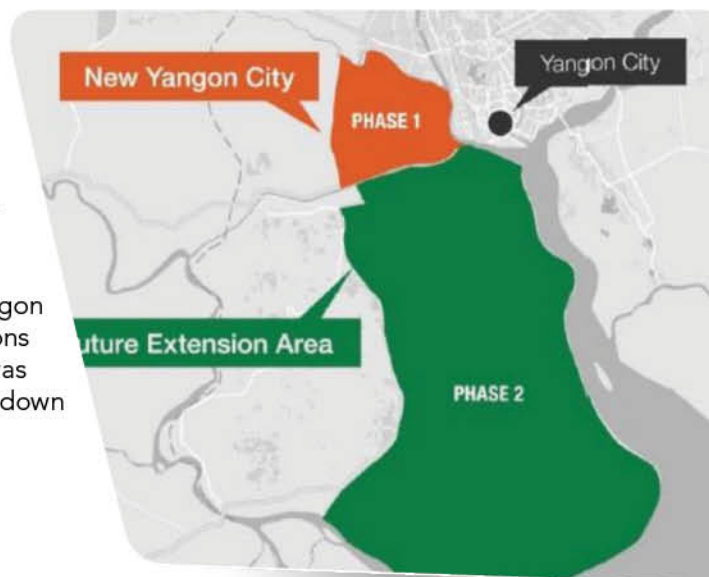 New Yangon City
Yangon City
PHASE 1
gon
ons
as
down
uture Extension Area
PHASE 2